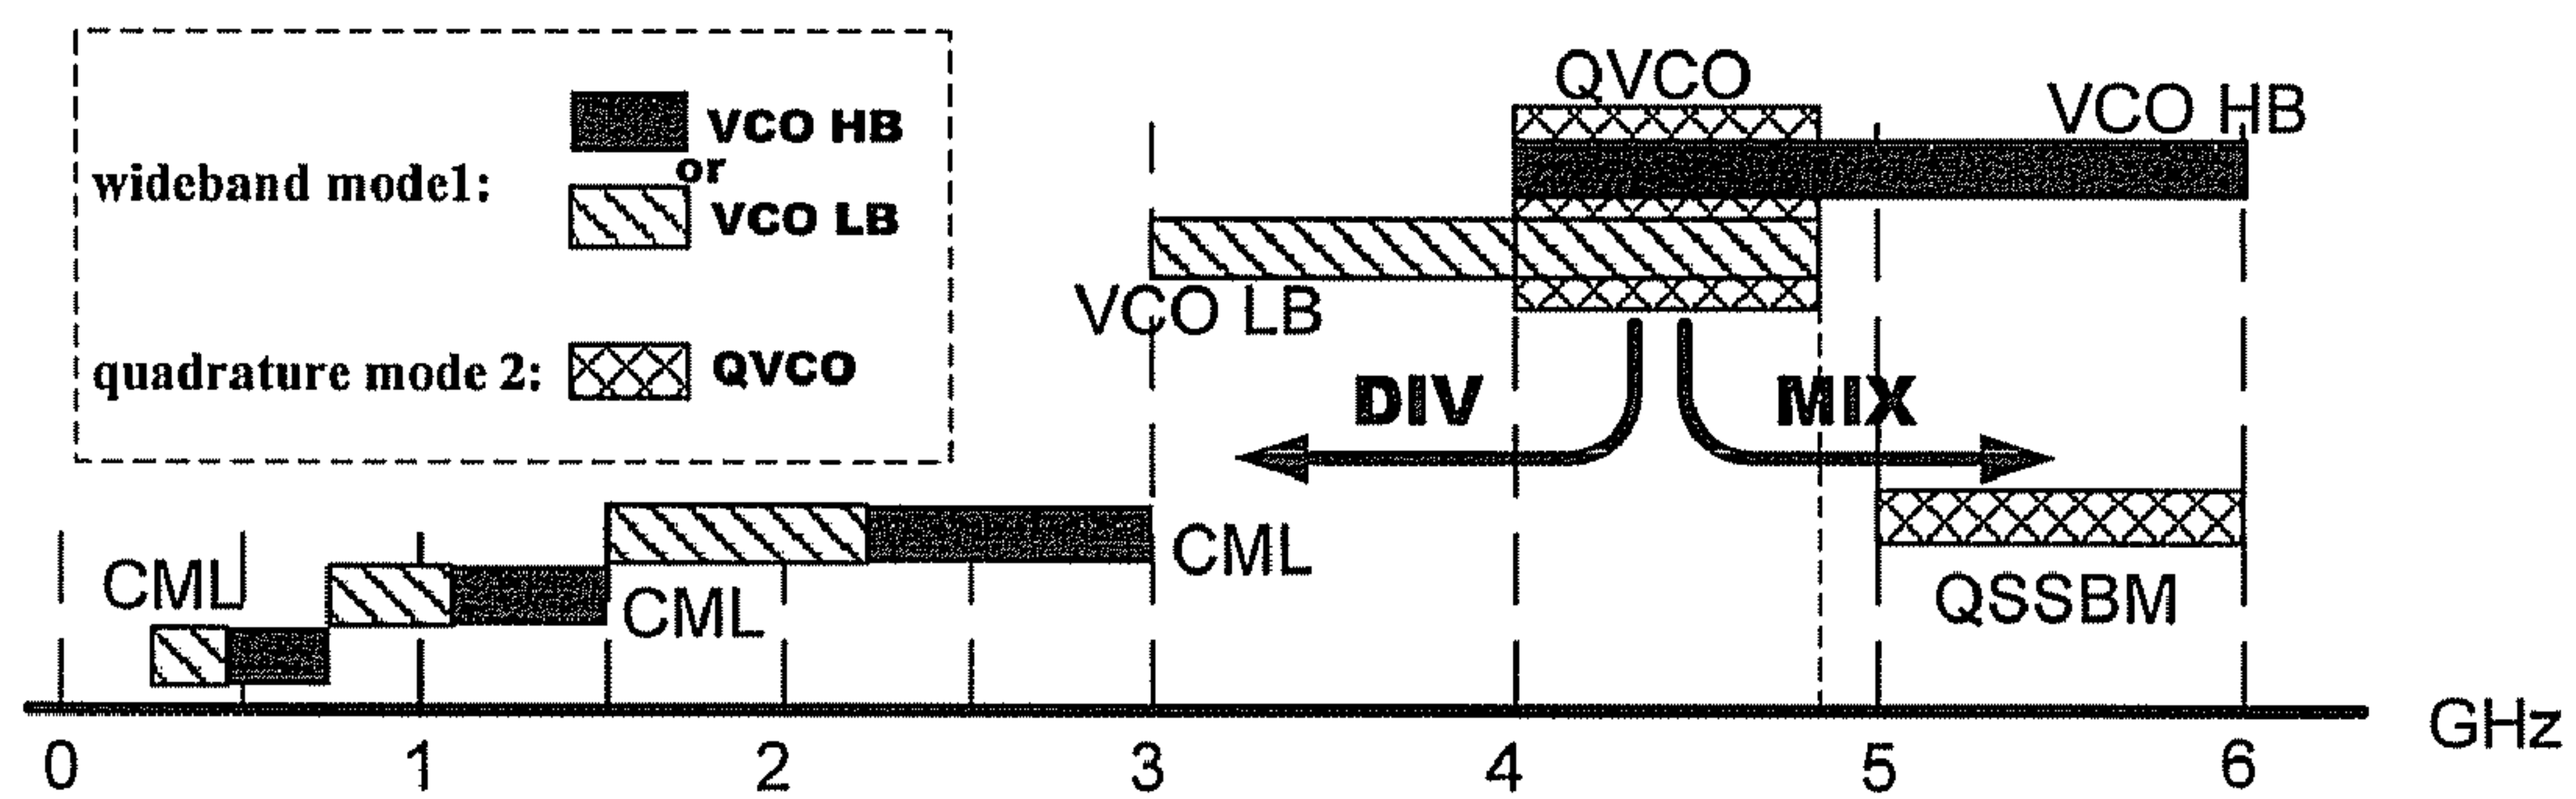 QVCO
VCO HB
VCO HB
or
wideband mode1:
VCO LB
VCO LB
quadrature mode 2:
QVCO
DIV
MIX
CML
CML
CML
QSSBM
0
1
2
3
4
5
6
GHz